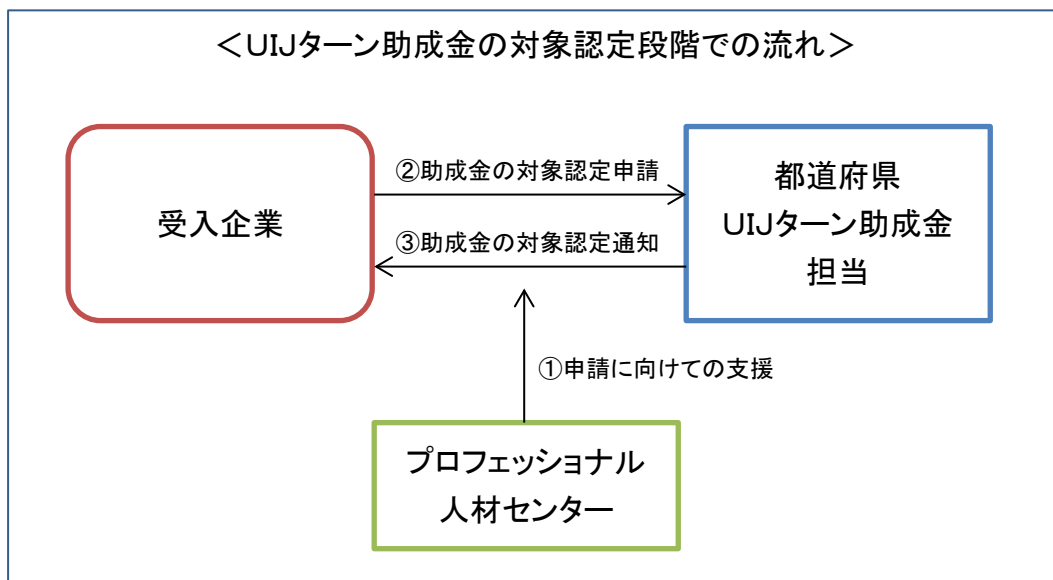 ＜UIJターン助成金の対象認定段階での流れ＞
受入企業
②助成金の対象認定申請
③助成金の対象認定通知
都道府県
UIJターン助成金
担当
①申請に向けての支援
プロフェッショナル
人材センター